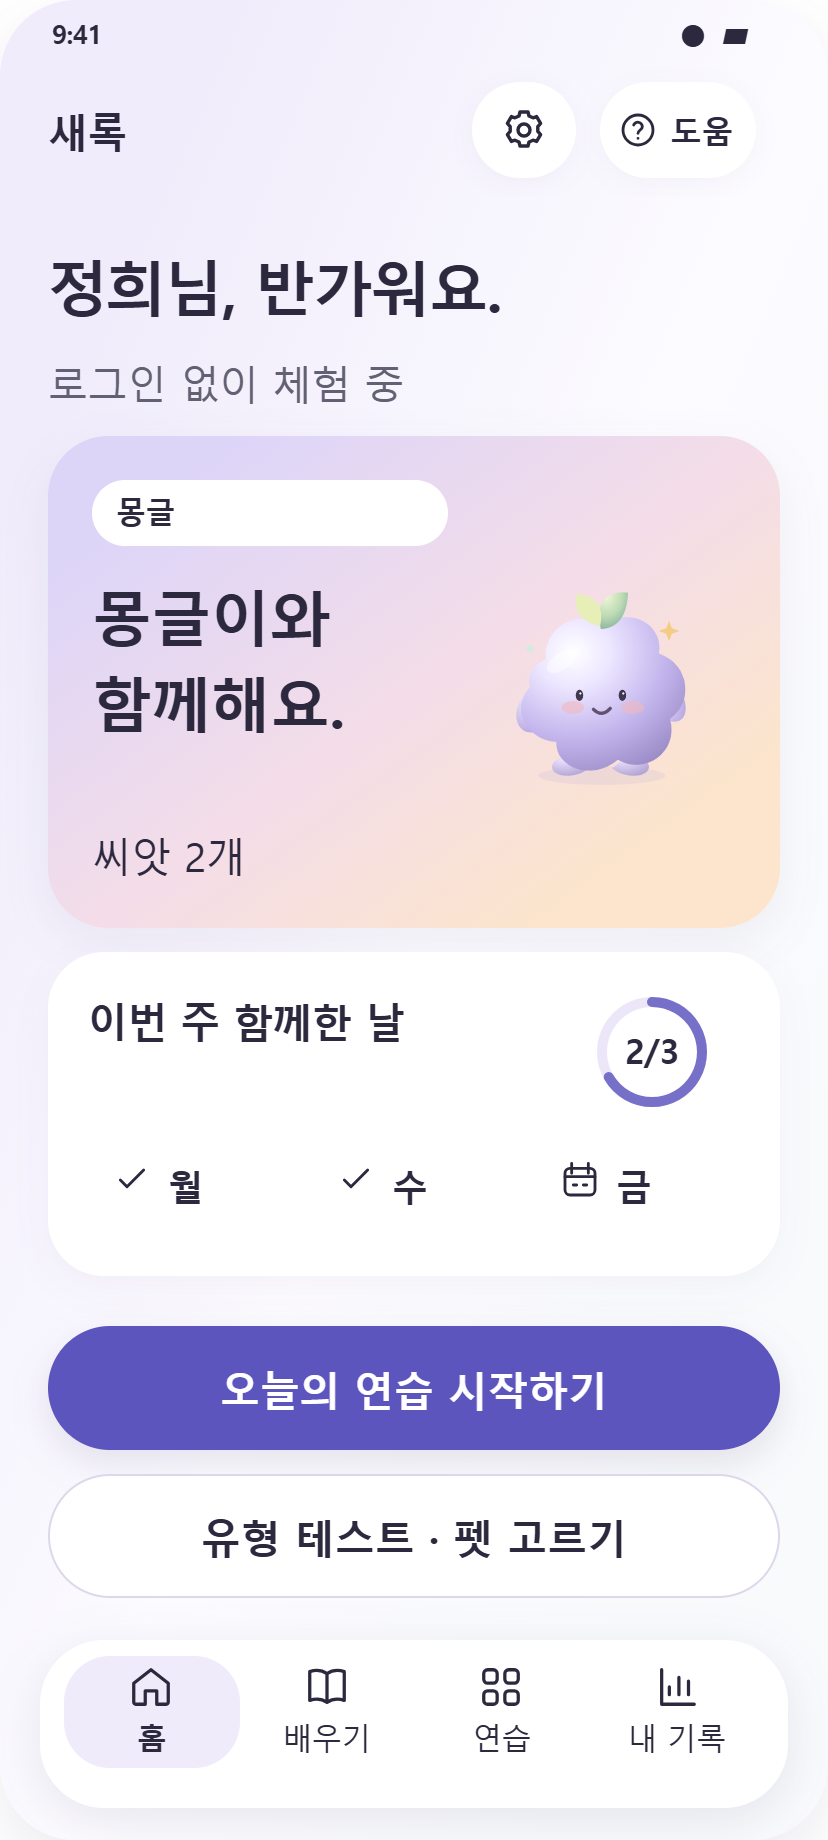 9:41
새록
도움
정희님, 반가워요.
로그인 없이 체험 중
몽글
몽글이와
함께해요.
씨앗 2개
이번 주 함께한 날
2/3
월 수 금
오늘의 연습 시작하기
유형 테스트 · 펫 고르기
홈 배우기 연습 내 기록